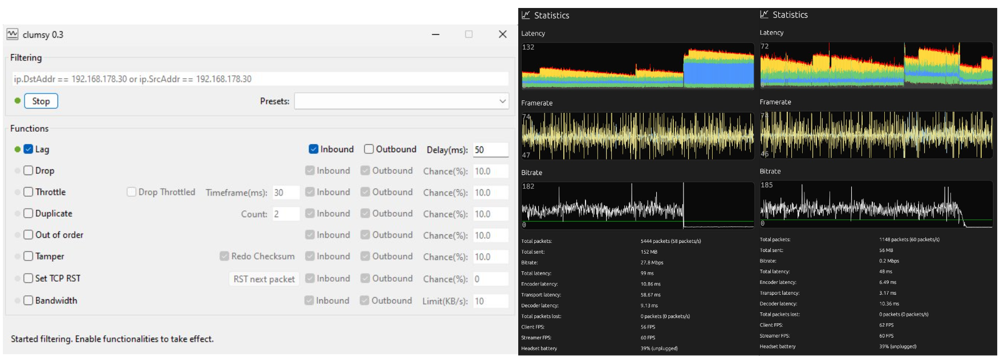 clumsy 0.3
Filtering
ip.DstAddr == 192.168.178.30 or ip.SrcAddr == 192.168.178.30
Stop Presets:
Functions
Lag Inbound Outbound Delay(ms): 50
Drop Inbound Outbound Chance(%): 10.0
Throttle Drop Throttled Timeframe(ms): 30 Inbound Outbound Chance(%): 10.0
Duplicate Count: 2 Inbound Outbound Chance(%): 10.0
Out of order Inbound Outbound Chance(%): 10.0
Tamper Redo Checksum Inbound Outbound Chance(%): 10.0
Set TCP RST RST next packet Inbound Outbound Chance(%): 0
Bandwidth Inbound Outbound Limit(KB/s): 10
Started filtering. Enable functionalities to take effect.
Statistics
Latency
132
Framerate
74
47
Bitrate
182
0
Total packets: 5444 packets (58 packets/s)
Total sent: 152 MB
Bitrate: 27.8 Mbps
Total latency: 99 ms
Encoder latency: 10.86 ms
Transport latency: 58.67 ms
Decoder latency: 9.13 ms
Total packets lost: 0 packets (0 packets/s)
Client FPS: 56 FPS
Streamer FPS: 60 FPS
Headset battery 39% (unplugged)
Statistics
Latency
72
Framerate
74
46
Bitrate
185
0
Total packets: 1148 packets (60 packets/s)
Total sent: 56 MB
Bitrate: 0.2 Mbps
Total latency: 48 ms
Encoder latency: 6.49 ms
Transport latency: 3.17 ms
Decoder latency: 10.36 ms
Total packets lost: 0 packets (0 packets/s)
Client FPS: 62 FPS
Streamer FPS: 60 FPS
Headset battery 39% (unplugged)